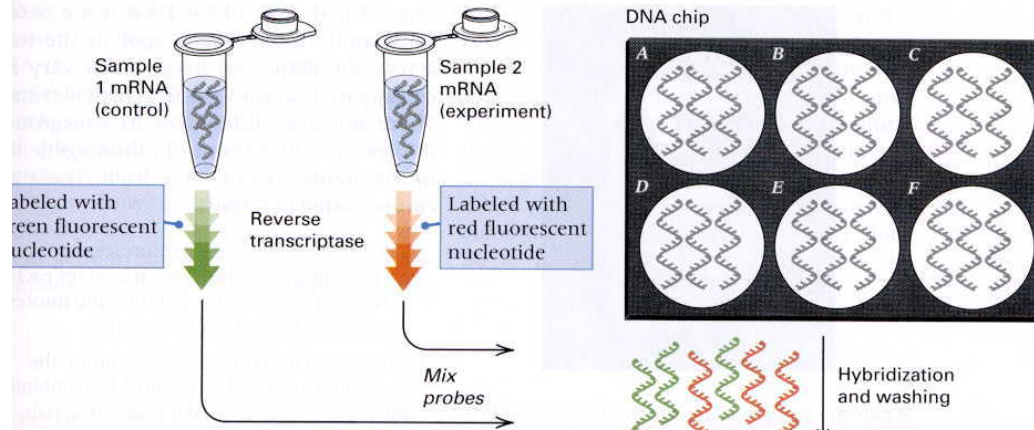 Sample
1 mRNA
(control)
Sample 2
mRNA
(experiment)
abeled with
reen fluorescent
ucleotide
Reverse
transcriptase
Labeled with
red fluorescent
nucleotide
Mix
probes
DNA chip
A
B
C
D
E
F
Hybridization
and washing